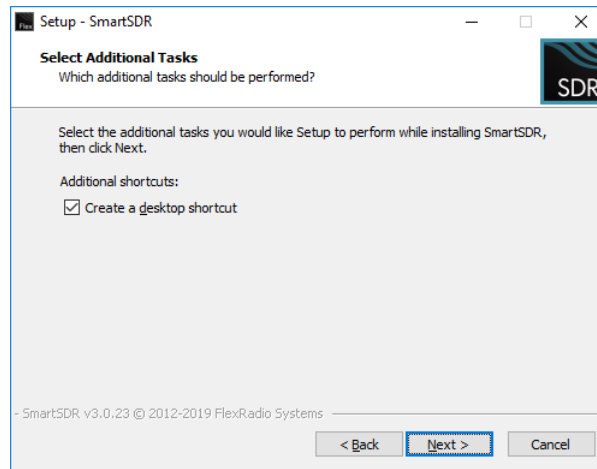 Flex
Setup - SmartSDR
Select Additional Tasks
Which additional tasks should be performed?
SDR
Select the additional tasks you would like Setup to perform while installing SmartSDR,
then click Next.
Additional shortcuts:
Create a desktop shortcut
- SmartSDR v3.0.23 © 2012-2019 FlexRadio Systems
< Back
Next >
Cancel